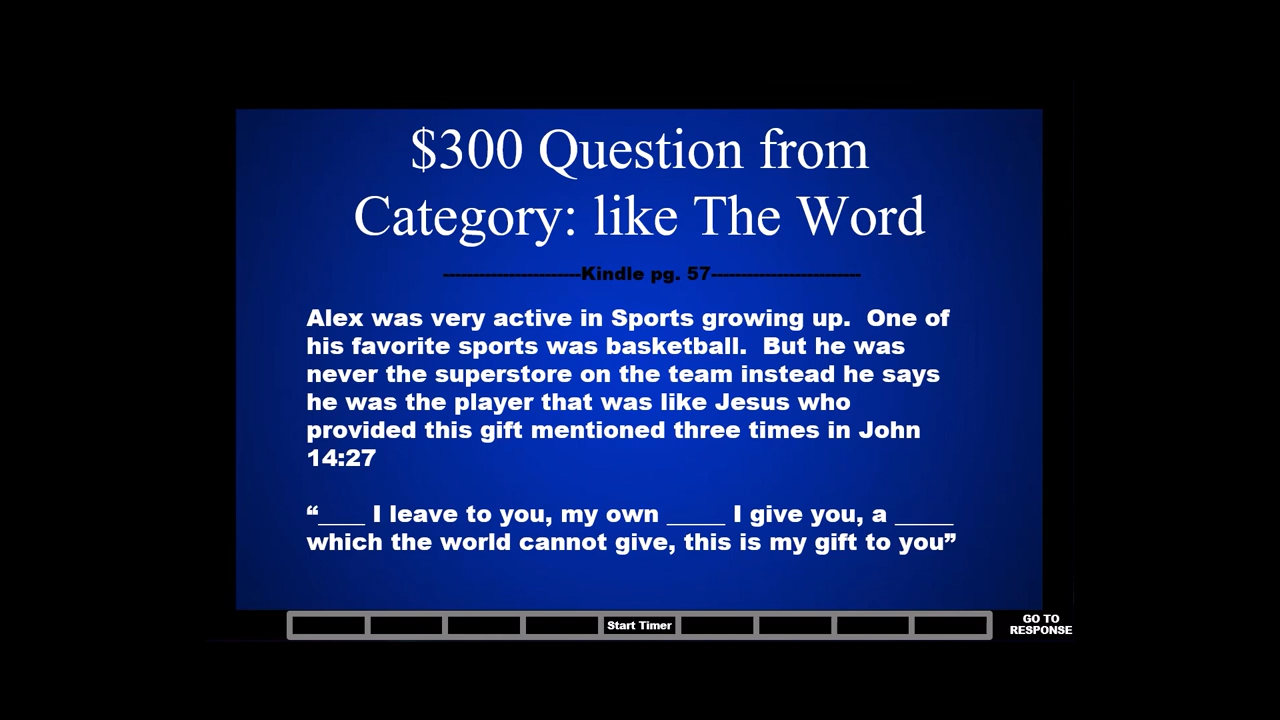 $300 Question from
Category: like The Word
-----------------------Kindle pg. 57-------------------------
Alex was very active in Sports growing up.  One of
his favorite sports was basketball.  But he was
never the superstore on the team instead he says
he was the player that was like Jesus who
provided this gift mentioned three times in John
14:27
“____ I leave to you, my own _____ I give you, a _____
which the world cannot give, this is my gift to you”
Start Timer
GO TO
RESPONSE